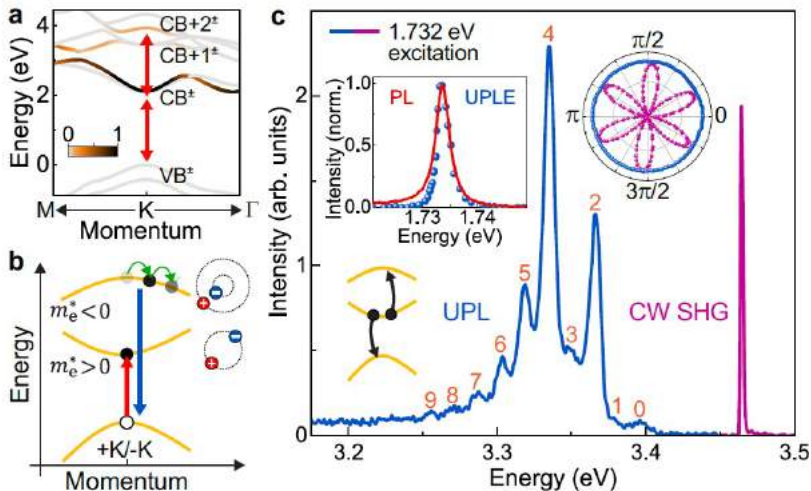 a
Energy (eV)
4
2
0
CB+2±
CB+1±
CB±
VB±
0 1
M K Γ
Momentum
b
Energy
m*e<0
m*e>0
+K/-K
Momentum
c
1.732 eV
excitation
Intensity (arb. units)
2
1
0
Intensity (norm.)
1.0
0.5
0.0
PL UPLE
1.73 1.74
Energy (eV)
π/2
π 0
3π/2
4
2
5
3
6
7
8
9
1 0
UPL
CW SHG
3.2 3.3 3.4 3.5
Energy (eV)